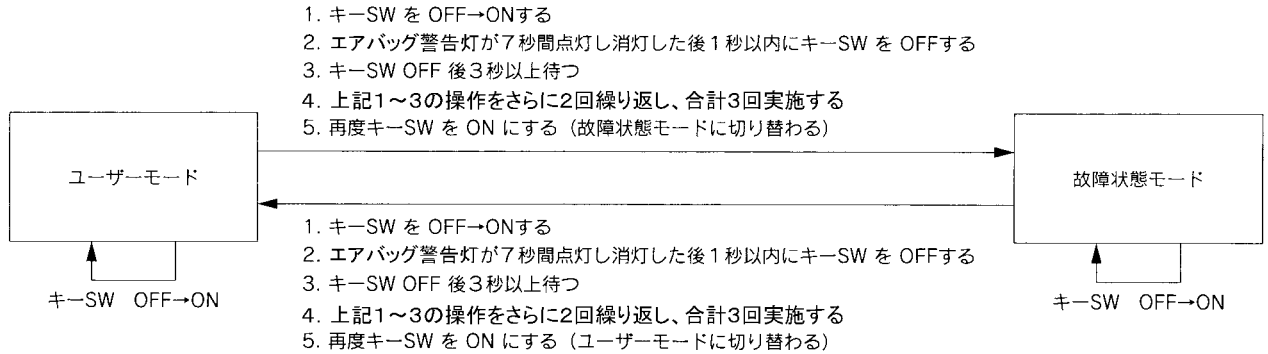 1. キーSW を OFF→ONする
2. エアバッグ警告灯が７秒間点灯し消灯した後１秒以内にキーSW を OFFする
3. キーSW OFF 後３秒以上待つ
4. 上記１～３の操作をさらに２回繰り返し、合計３回実施する
5. 再度キーSW を ON にする（故障状態モードに切り替わる）
ユーザーモード
故障状態モード
1. キーSW を OFF→ONする
2. エアバッグ警告灯が７秒間点灯し消灯した後１秒以内にキーSW を OFFする
3. キーSW OFF 後３秒以上待つ
4. 上記１～３の操作をさらに２回繰り返し、合計３回実施する
5. 再度キーSW を ON にする（ユーザーモードに切り替わる）
キーSW　OFF→ON
キーSW　OFF→ON